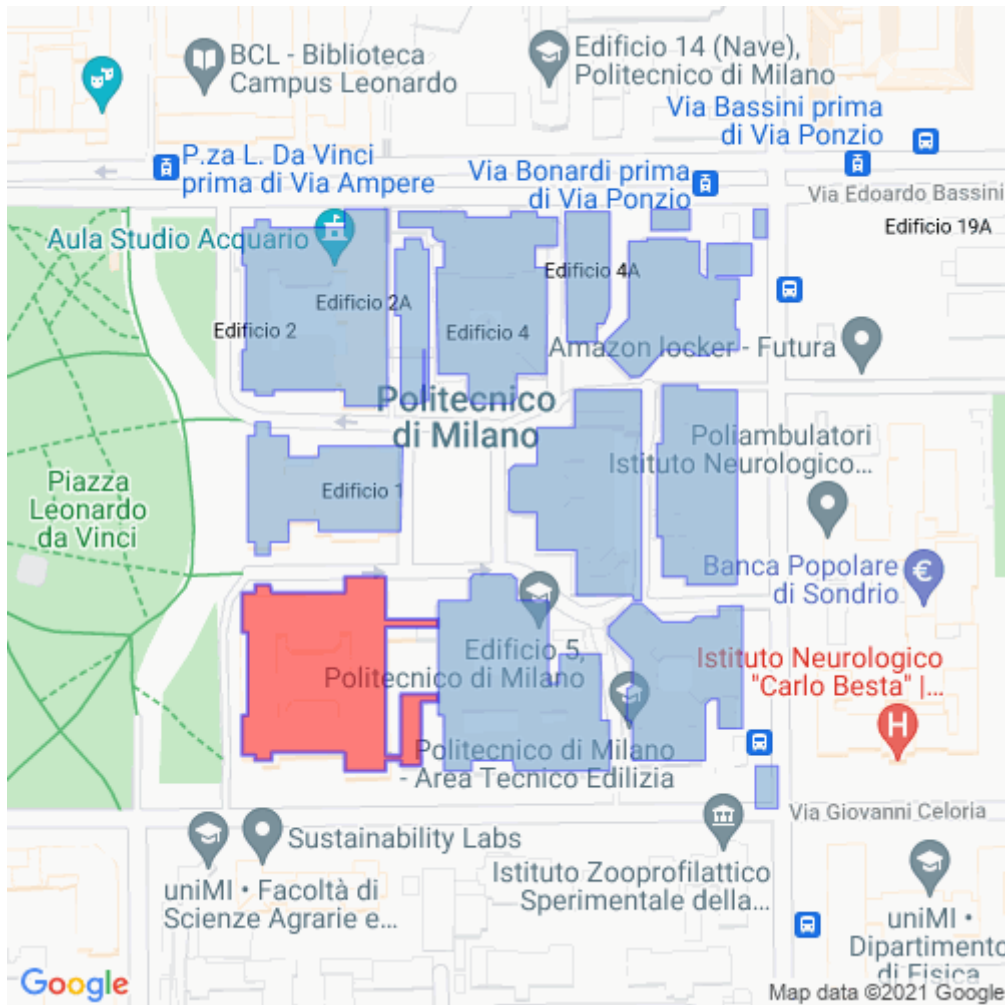 BCL - Biblioteca
Campus Leonardo
Edificio 14 (Nave),
Politecnico di Milano
Via Bassini prima
di Via Ponzio
P.za L. Da Vinci
prima di Via Ampere
Via Bonardi prima
di Via Ponzio
Via Edoardo Bassini
Aula Studio Acquario
Edificio 19A
Edificio 4A
Edificio 2A
Edificio 2
Edificio 4
Amazon locker - Futura
Politecnico
di Milano
Poliambulatori
Istituto Neurologico...
Piazza
Leonardo
da Vinci
Edificio 1
Banca Popolare
di Sondrio
Edificio 5,
Politecnico di Milano
Istituto Neurologico
"Carlo Besta" |...
Politecnico di Milano
- Area Tecnico Edilizia
Via Giovanni Celoria
Sustainability Labs
uniMI • Facoltà di
Scienze Agrarie e...
Istituto Zooprofilattico
Sperimentale della...
uniMI •
Dipartimento
di Fisica
Google
Map data ©2021 Google